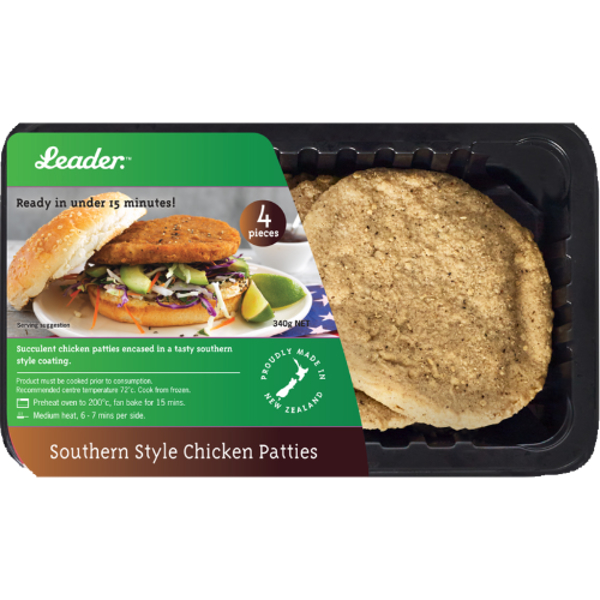 Leader.™
Ready in under 15 minutes!
4
pieces
Serving suggestion
340g NET
Succulent chicken patties encased in a tasty southern
style coating.
Product must be cooked prior to consumption.
Recommended centre temperature 72°c. Cook from frozen.
Preheat oven to 200°c, fan bake for 15 mins.
Medium heat, 6 - 7 mins per side.
PROUDLY MADE IN
NEW ZEALAND
Southern Style Chicken Patties